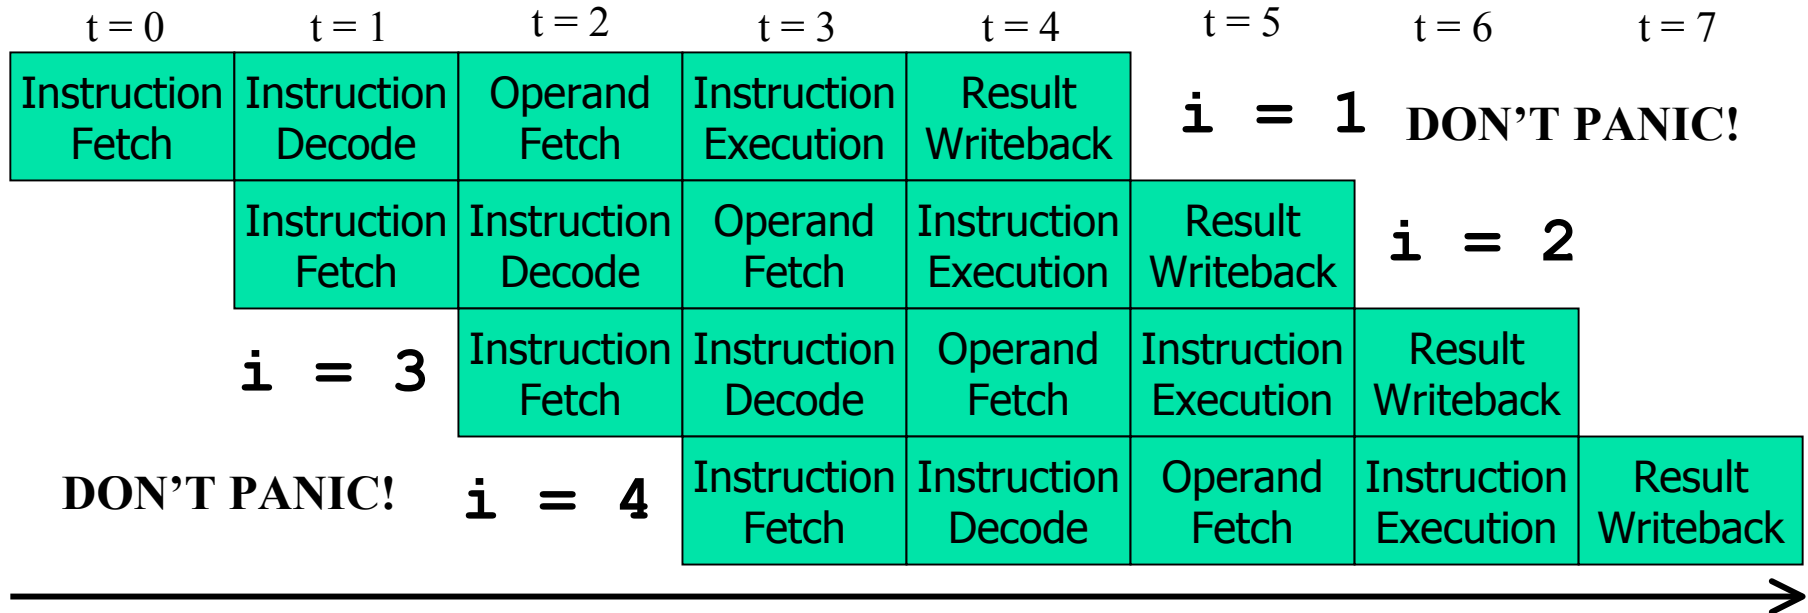 t = 0 t = 1 t = 2 t = 3 t = 4 t = 5 t = 6 t = 7
Instruction Instruction Operand Instruction Result
Fetch Decode Fetch Execution Writeback
i = 1 DON’T PANIC!
Instruction Instruction Operand Instruction Result
Fetch Decode Fetch Execution Writeback
i = 2
i = 3
Instruction Instruction Operand Instruction Result
Fetch Decode Fetch Execution Writeback
DON’T PANIC! i = 4
Instruction Instruction Operand Instruction Result
Fetch Decode Fetch Execution Writeback